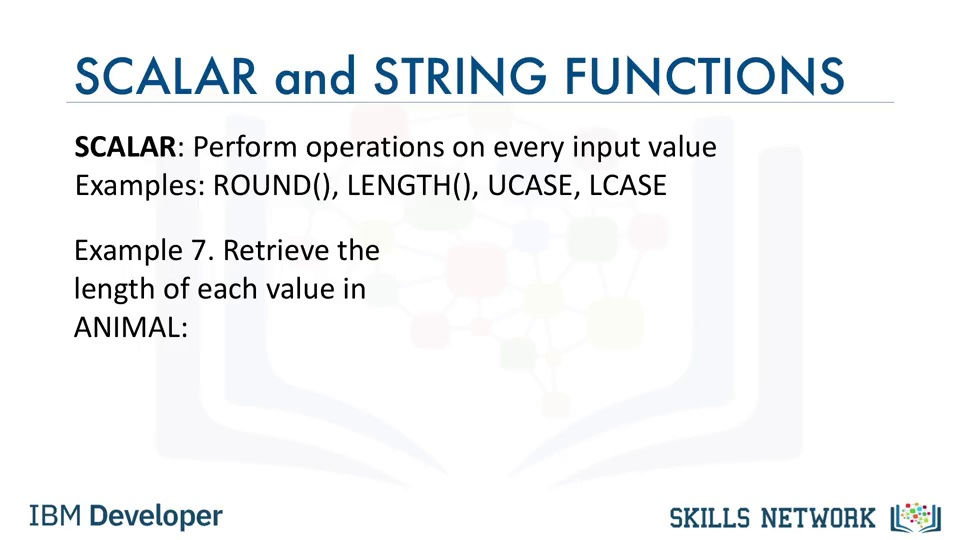 SCALAR and STRING FUNCTIONS
SCALAR: Perform operations on every input value
Examples: ROUND(), LENGTH(), UCASE, LCASE
Example 7. Retrieve the
length of each value in
ANIMAL:
IBM Developer
SKILLS NETWORK